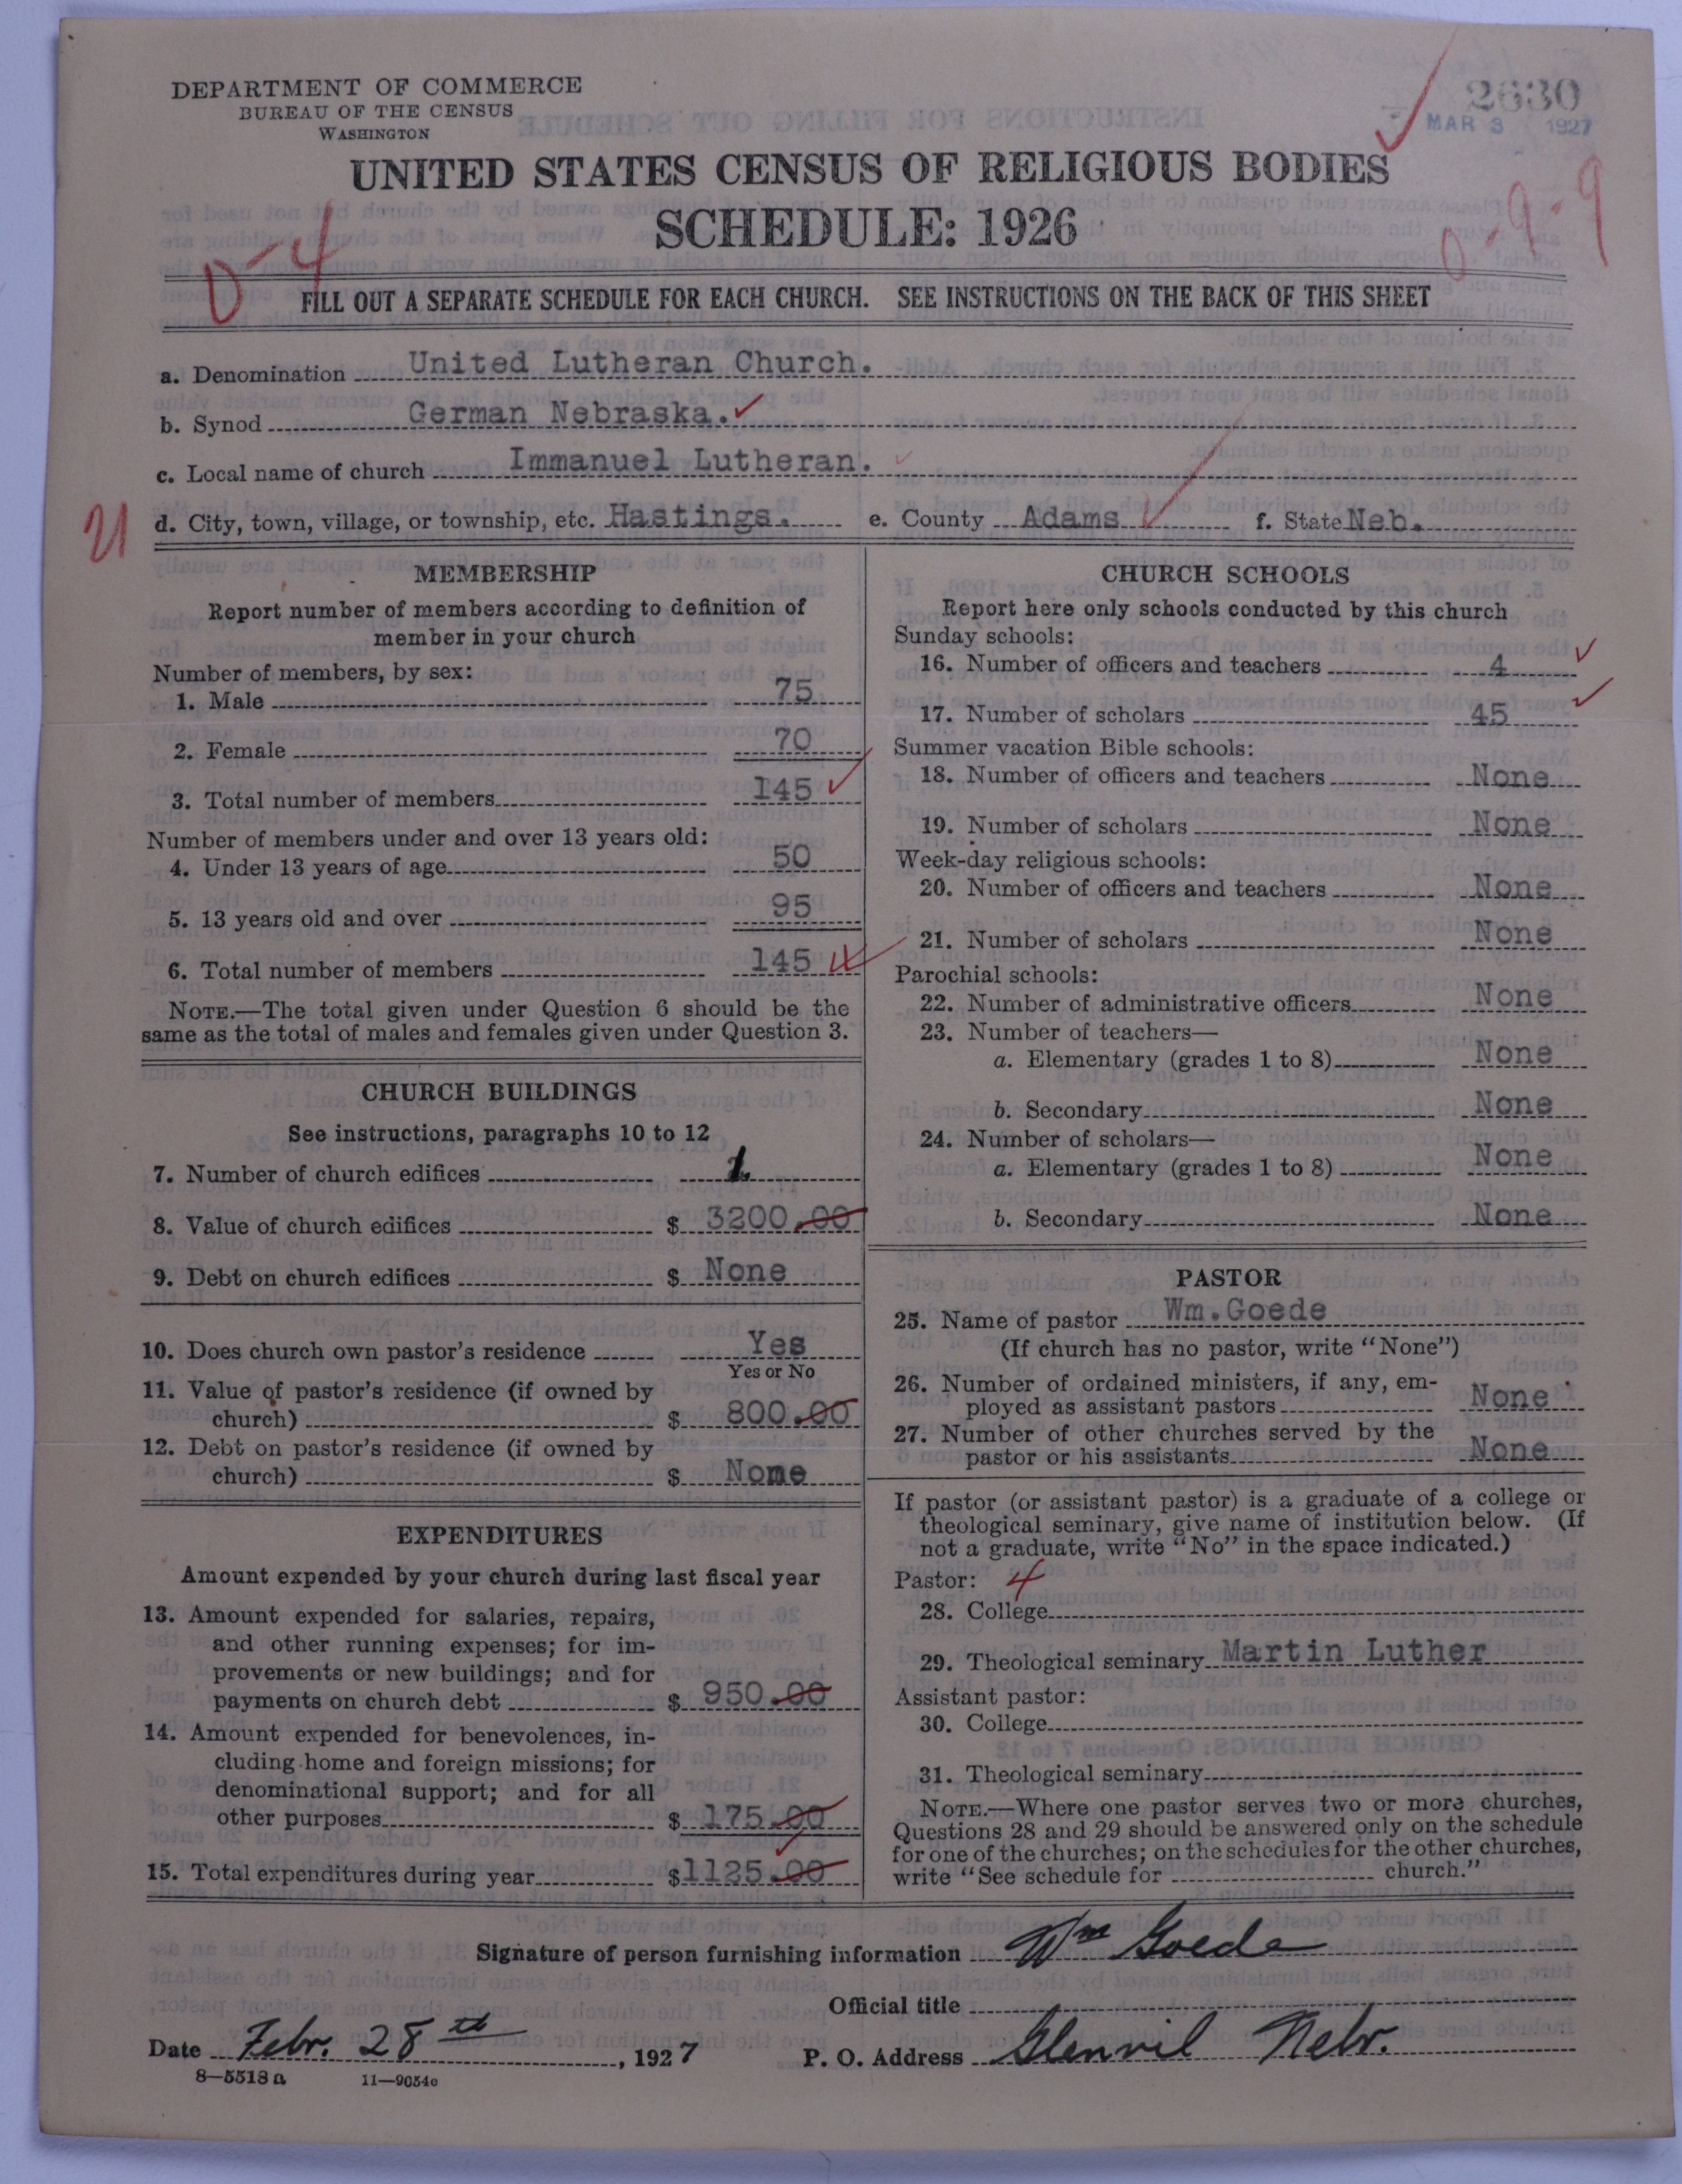 DEPARTMENT OF COMMERCE
BUREAU OF THE CENSUS
WASHINGTON
2630
MAR 3 1927
UNITED STATES CENSUS OF RELIGIOUS BODIES
SCHEDULE: 1926
0-4
0-9-9
FILL OUT A SEPARATE SCHEDULE FOR EACH CHURCH. SEE INSTRUCTIONS ON THE BACK OF THIS SHEET
a. Denomination United Lutheran Church.
b. Synod German Nebraska.
c. Local name of church Immanuel Lutheran.
21
d. City, town, village, or township, etc. Hastings. e. County Adams f. State Neb.
MEMBERSHIP
Report number of members according to definition of
member in your church
Number of members, by sex:
1. Male 75
2. Female 70
3. Total number of members 145
Number of members under and over 13 years old:
4. Under 13 years of age 50
5. 13 years old and over 95
6. Total number of members 145
NOTE.—The total given under Question 6 should be the
same as the total of males and females given under Question 3.
CHURCH BUILDINGS
See instructions, paragraphs 10 to 12
7. Number of church edifices 1
8. Value of church edifices $ 3200.00
9. Debt on church edifices $ None
10. Does church own pastor's residence Yes
Yes or No
11. Value of pastor's residence (if owned by
church) $ 800.00
12. Debt on pastor's residence (if owned by
church) $ None
EXPENDITURES
Amount expended by your church during last fiscal year
13. Amount expended for salaries, repairs,
and other running expenses; for im-
provements or new buildings; and for
payments on church debt $ 950.00
14. Amount expended for benevolences, in-
cluding home and foreign missions; for
denominational support; and for all
other purposes $ 175.00
15. Total expenditures during year $1125.00
CHURCH SCHOOLS
Report here only schools conducted by this church
Sunday schools:
16. Number of officers and teachers 4
17. Number of scholars 45
Summer vacation Bible schools:
18. Number of officers and teachers None
19. Number of scholars None
Week-day religious schools:
20. Number of officers and teachers None
21. Number of scholars None
Parochial schools:
22. Number of administrative officers None
23. Number of teachers—
a. Elementary (grades 1 to 8) None
b. Secondary None
24. Number of scholars—
a. Elementary (grades 1 to 8) None
b. Secondary None
PASTOR
25. Name of pastor Wm.Goede
(If church has no pastor, write "None")
26. Number of ordained ministers, if any, em-
ployed as assistant pastors None
27. Number of other churches served by the
pastor or his assistants None
If pastor (or assistant pastor) is a graduate of a college or
theological seminary, give name of institution below. (If
not a graduate, write "No" in the space indicated.)
Pastor: 4
28. College
29. Theological seminary Martin Luther
Assistant pastor:
30. College
31. Theological seminary
NOTE.—Where one pastor serves two or more churches,
Questions 28 and 29 should be answered only on the schedule
for one of the churches; on the schedules for the other churches,
write "See schedule for church."
Signature of person furnishing information Wm Goede
Official title
Date Febr. 28th, 1927 P. O. Address Glenvil Nebr.
8—5518 a 11—9054c